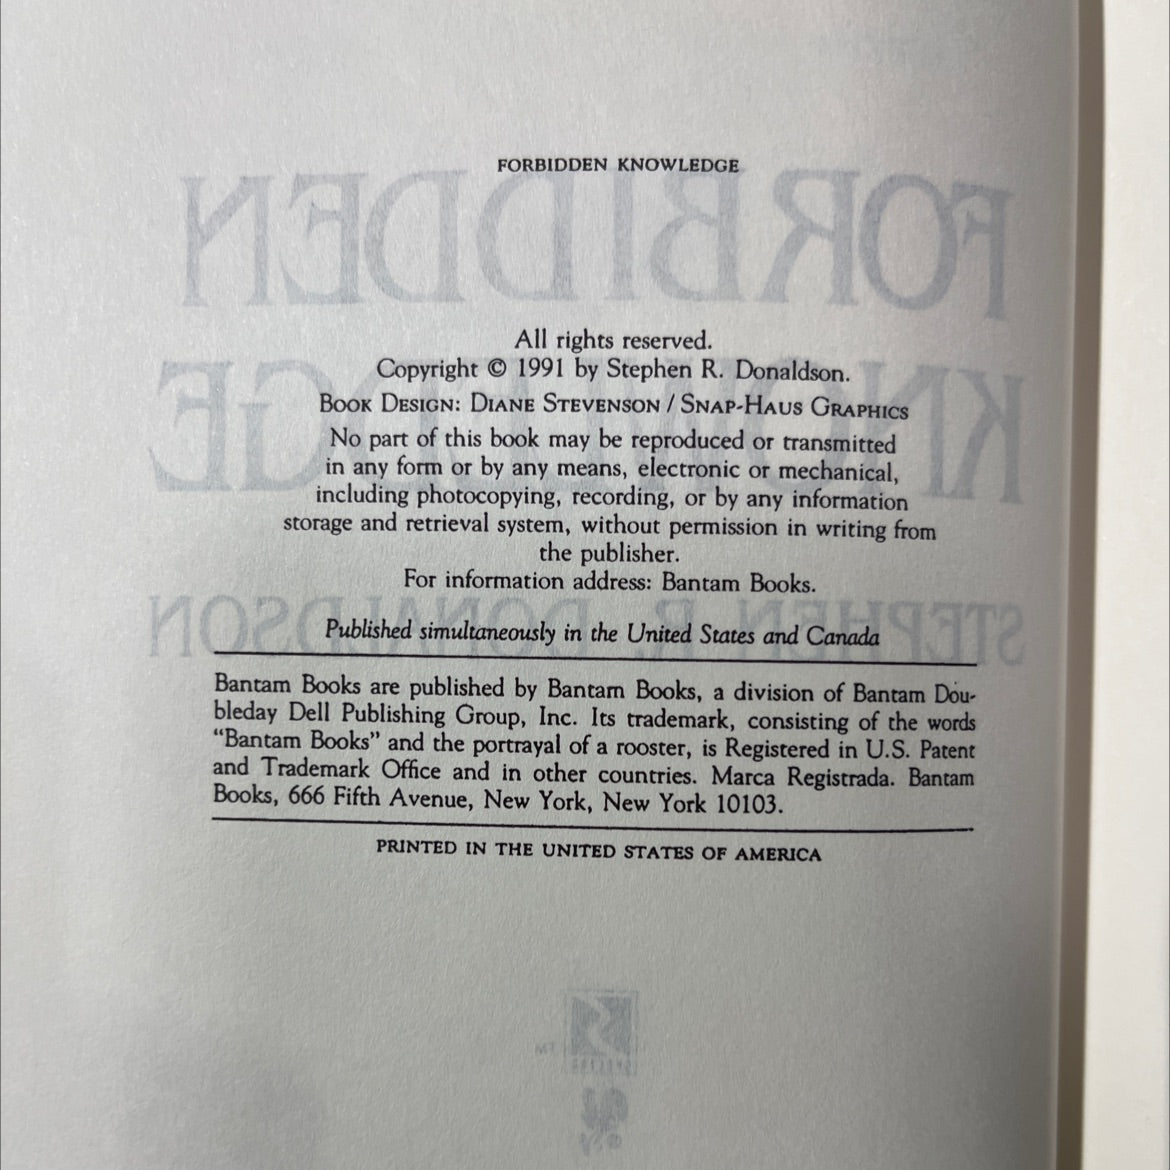 FORBIDDEN KNOWLEDGE
All rights reserved.
Copyright © 1991 by Stephen R. Donaldson.
BOOK DESIGN: DIANE STEVENSON / SNAP-HAUS GRAPHICS
No part of this book may be reproduced or transmitted
in any form or by any means, electronic or mechanical,
including photocopying, recording, or by any information
storage and retrieval system, without permission in writing from
the publisher.
For information address: Bantam Books.
Published simultaneously in the United States and Canada
Bantam Books are published by Bantam Books, a division of Bantam Dou-
bleday Dell Publishing Group, Inc. Its trademark, consisting of the words
“Bantam Books” and the portrayal of a rooster, is Registered in U.S. Patent
and Trademark Office and in other countries. Marca Registrada. Bantam
Books, 666 Fifth Avenue, New York, New York 10103.
PRINTED IN THE UNITED STATES OF AMERICA
FORBIDDEN
KNOWLEDGE
STEPHEN R. DONALDSON